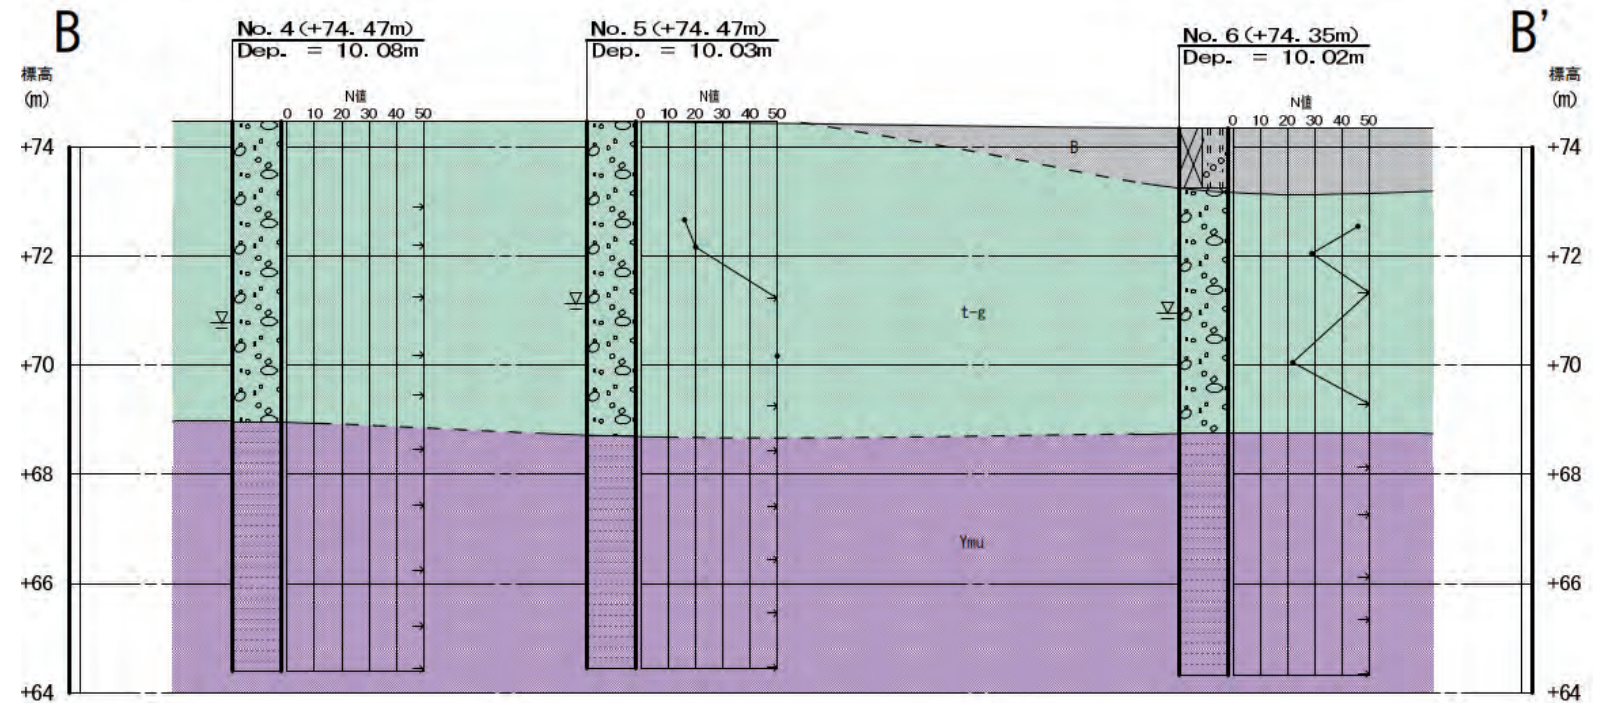 B
B'
No. 4 (+74. 47m)
Dep. = 10. 08m
No. 5 (+74. 47m)
Dep. = 10. 03m
No. 6 (+74. 35m)
Dep. = 10. 02m
標高
(m)
標高
(m)
N値
0 10 20 30 40 50
N値
0 10 20 30 40 50
N値
0 10 20 30 40 50
+74
+74
B
+72
+72
t-g
+70
+70
+68
+68
Ymu
+66
+66
+64
+64